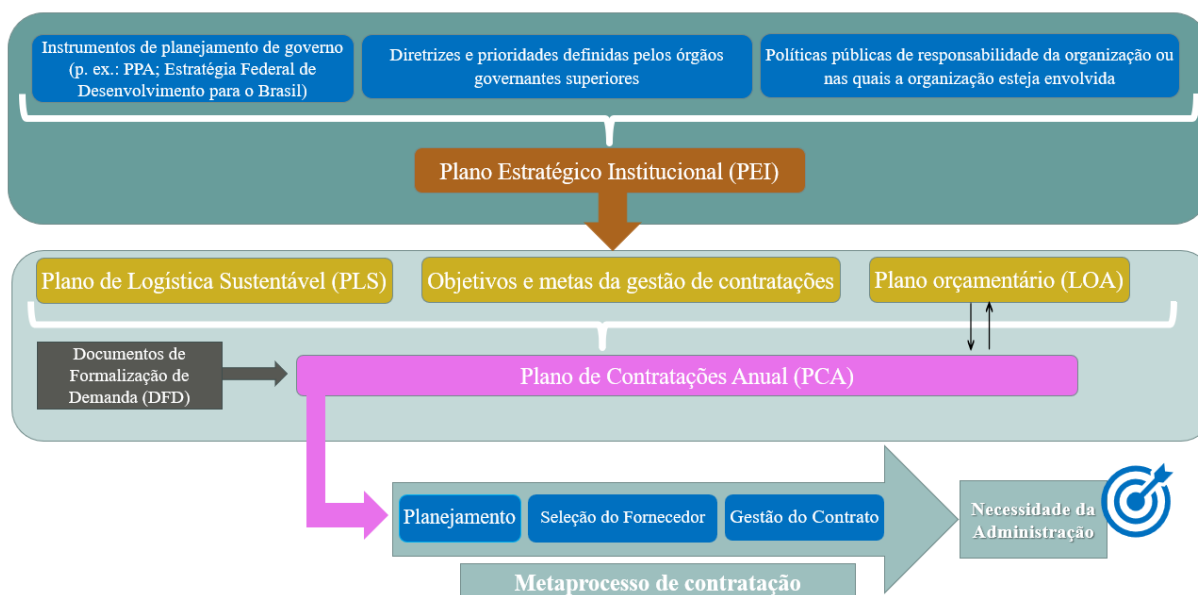 Instrumentos de planejamento de governo
(p. ex.: PPA; Estratégia Federal de
Desenvolvimento para o Brasil)
Diretrizes e prioridades definidas pelos órgãos
governantes superiores
Políticas públicas de responsabilidade da organização ou
nas quais a organização esteja envolvida
Plano Estratégico Institucional (PEI)
Plano de Logística Sustentável (PLS)
Objetivos e metas da gestão de contratações
Plano orçamentário (LOA)
Documentos de
Formalização de
Demanda (DFD)
Plano de Contratações Anual (PCA)
Planejamento
Seleção do Fornecedor
Gestão do Contrato
Necessidade da
Administração
Metaprocesso de contratação